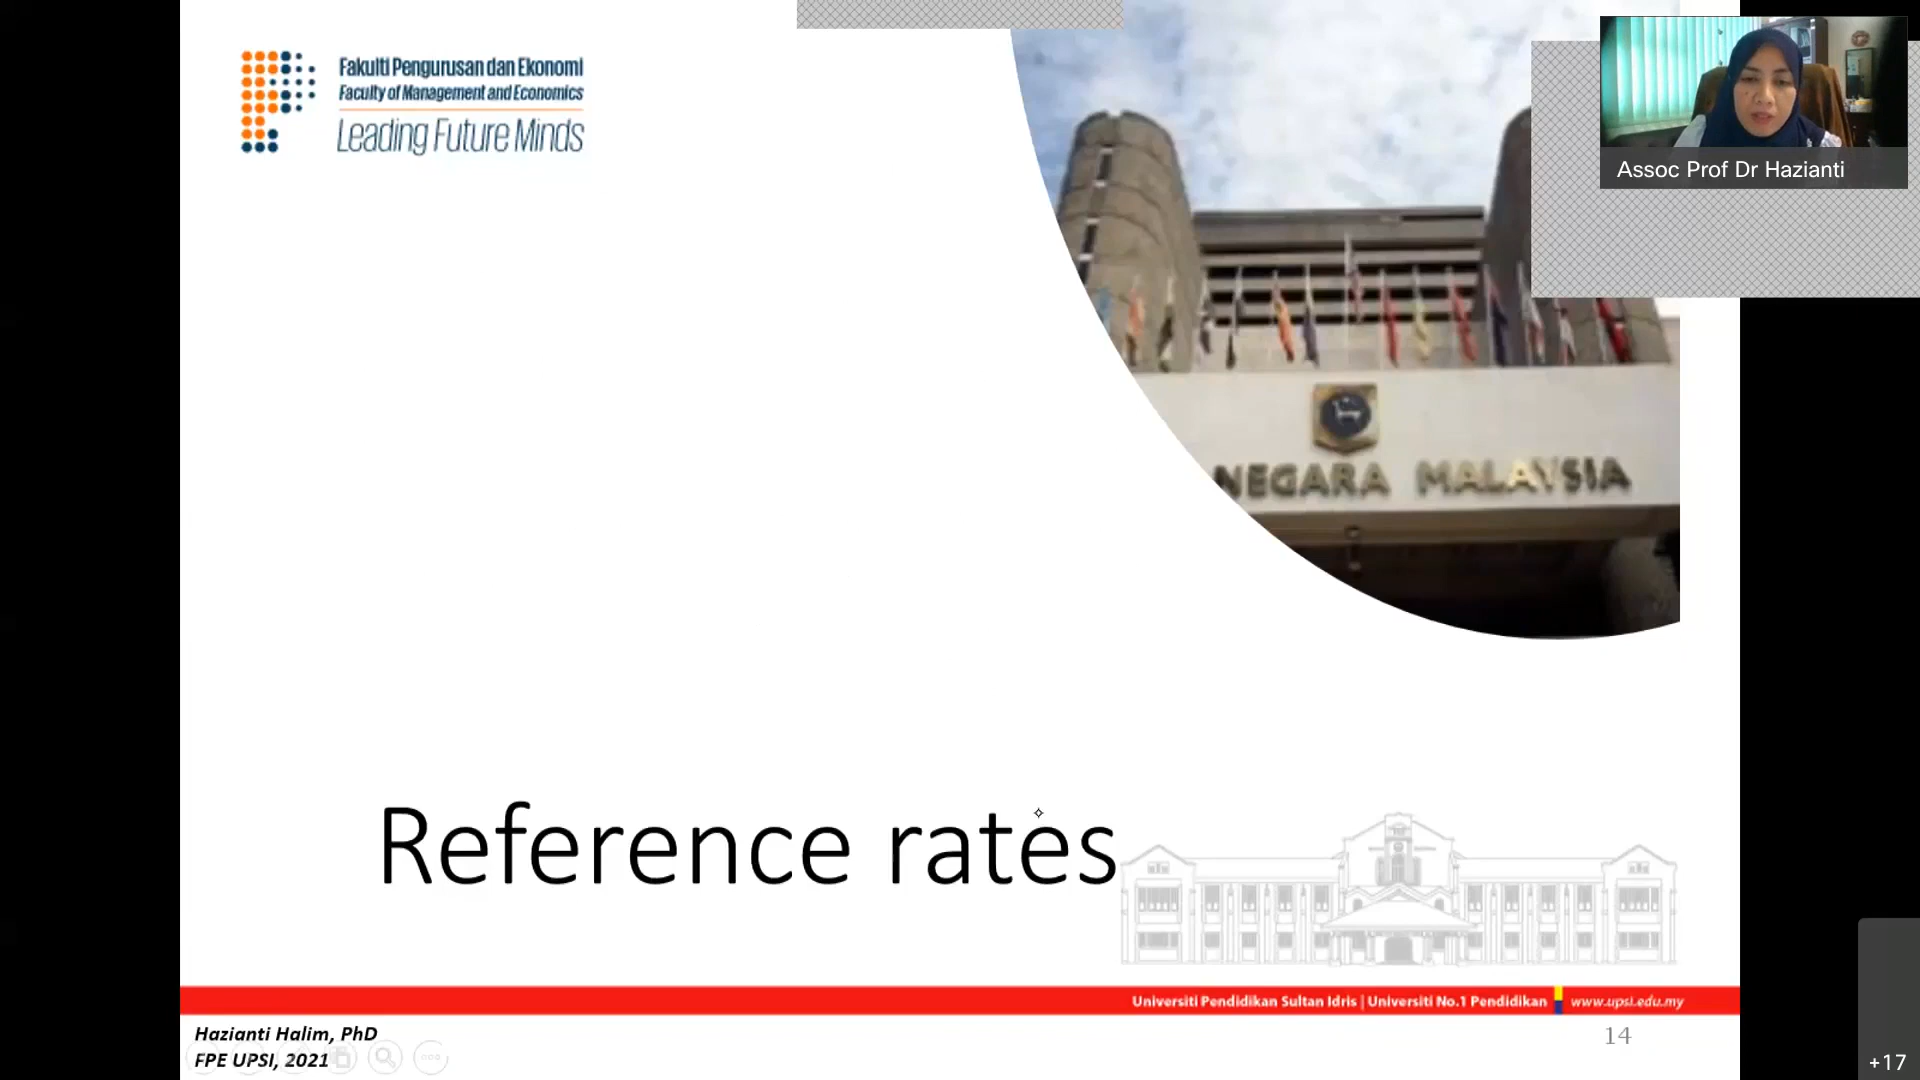 Fakulti Pengurusan dan Ekonomi
Faculty of Management and Economics
Leading Future Minds
Assoc Prof Dr Hazianti
NEGARA MALAYSIA
Reference rates
Universiti Pendidikan Sultan Idris | Universiti No.1 Pendidikan www.upsi.edu.my
Hazianti Halim, PhD
FPE UPSI, 2021
14
+17